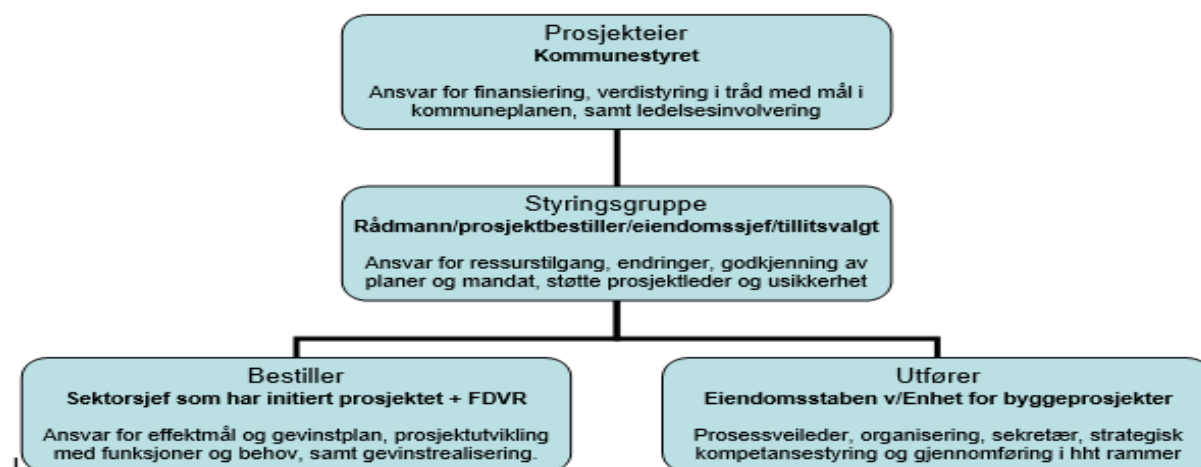 Prosjekteier
Kommunestyret
Ansvar for finansiering, verdistyring i tråd med mål i
kommuneplanen, samt ledelsesinvolvering
Styringsgruppe
Rådmann/prosjektbestiller/eiendomssjef/tillitsvalgt
Ansvar for ressurstilgang, endringer, godkjenning av
planer og mandat, støtte prosjektleder og usikkerhet
Bestiller
Sektorsjef som har initiert prosjektet + FDVR
Ansvar for effektmål og gevinstplan, prosjektutvikling
med funksjoner og behov, samt gevinstrealisering.
Utfører
Eiendomsstaben v/Enhet for byggeprosjekter
Prosessveileder, organisering, sekretær, strategisk
kompetansestyring og gjennomføring i hht rammer